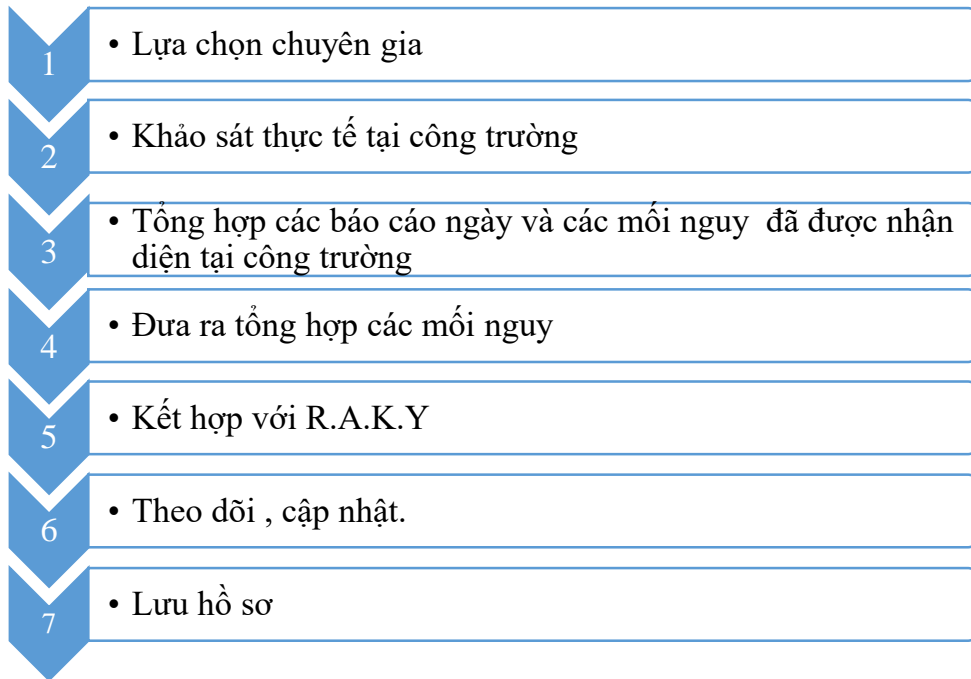 1
• Lựa chọn chuyên gia
2
• Khảo sát thực tế tại công trường
3
• Tổng hợp các báo cáo ngày và các mối nguy  đã được nhận
diện tại công trường
4
• Đưa ra tổng hợp các mối nguy
5
• Kết hợp với R.A.K.Y
6
• Theo dõi , cập nhật.
7
• Lưu hồ sơ